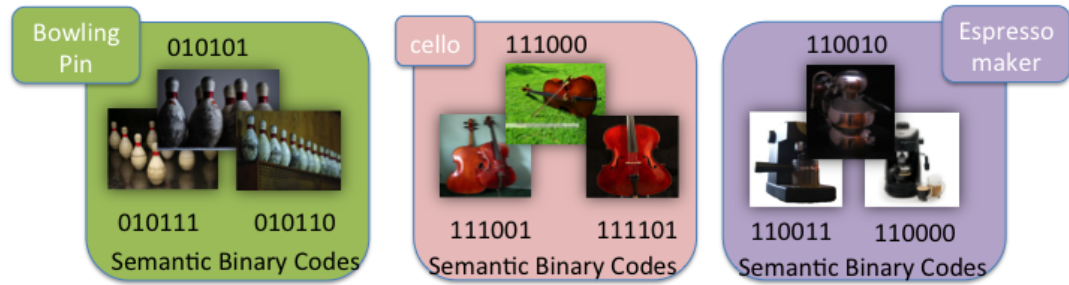 Bowling
Pin
010101
010111
010110
Semantic Binary Codes
cello
111000
111001
111101
Semantic Binary Codes
Espresso
maker
110010
110011
110000
Semantic Binary Codes